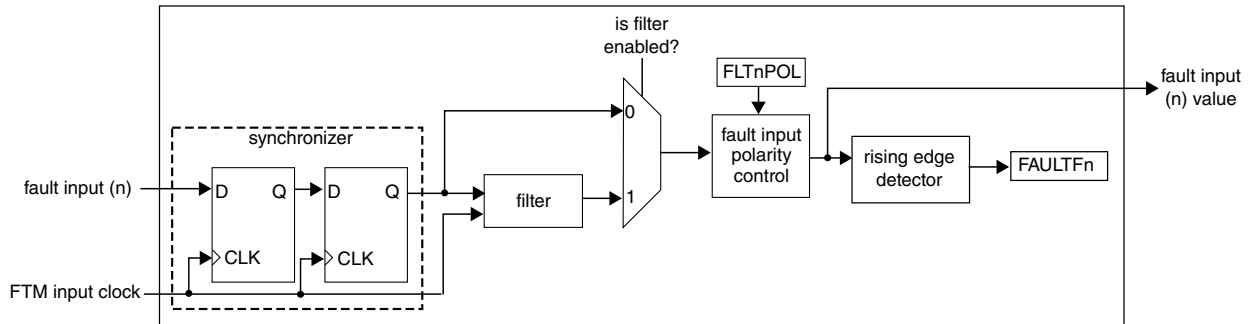 is filter
enabled?
FLTnPOL
fault input
(n) value
0
synchronizer
fault input
polarity
control
rising edge
detector
FAULTFn
fault input (n)
D
Q
D
Q
filter
1
CLK
CLK
FTM input clock